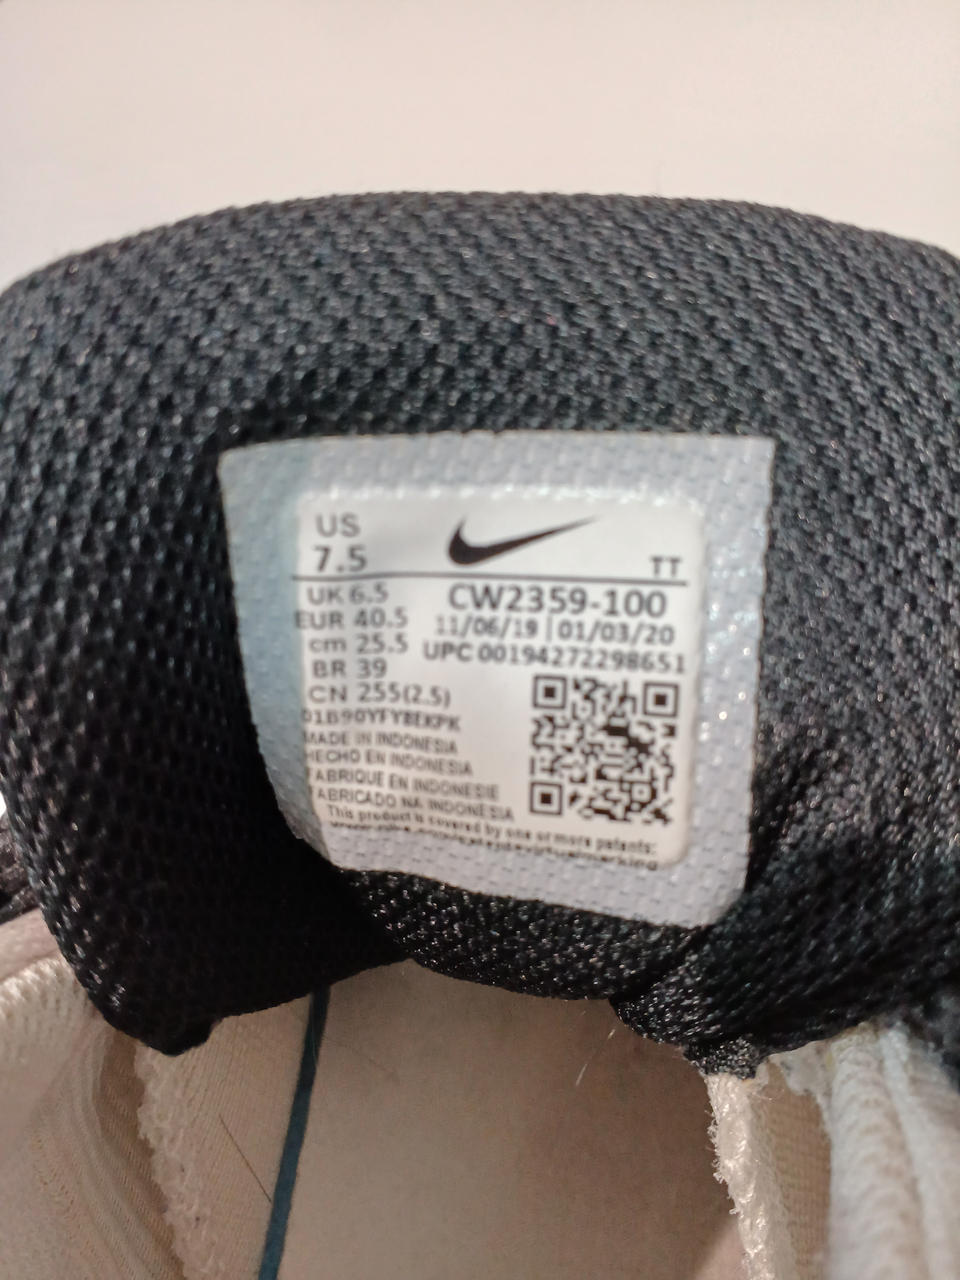 US
7.5
TT
UK 6.5
EUR 40.5
cm 25.5
BR 39
CN 255(2.5)
CW2359-100
11/06/19 | 01/03/20
UPC 00194272298651
01B90YFY8EKPK
MADE IN INDONESIA
HECHO EN INDONESIA
FABRIQUE EN INDONESIE
FABRICADO NA INDONESIA
This product is covered by one or more patents: